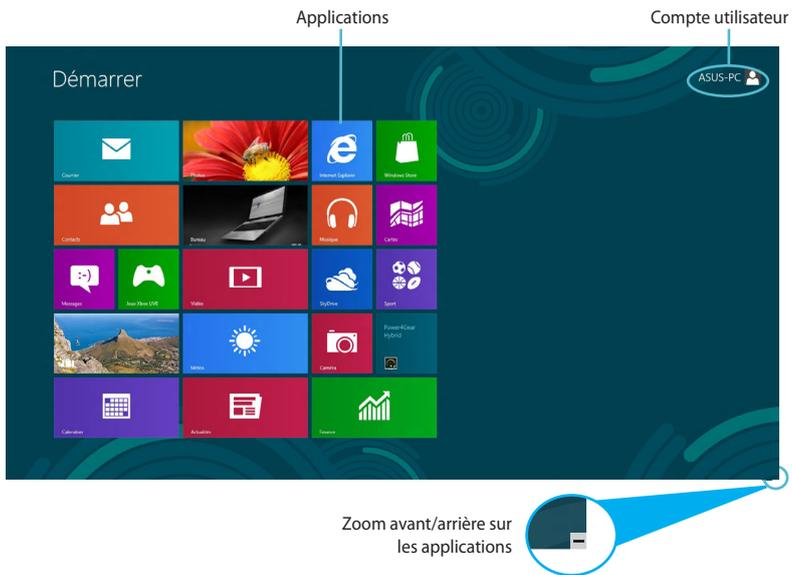 Applications
Compte utilisateur
Démarrer
ASUS-PC
Courrier
Photos
Internet Explorer
Windows Store
Contacts
Bureau
Musique
Cartes
Messages
Jeux Xbox LIVE
Vidéo
SkyDrive
Sport
Météo
Caméra
Power4Gear
Hybrid
Calendrier
Actualités
Finance
Zoom avant/arrière sur
les applications